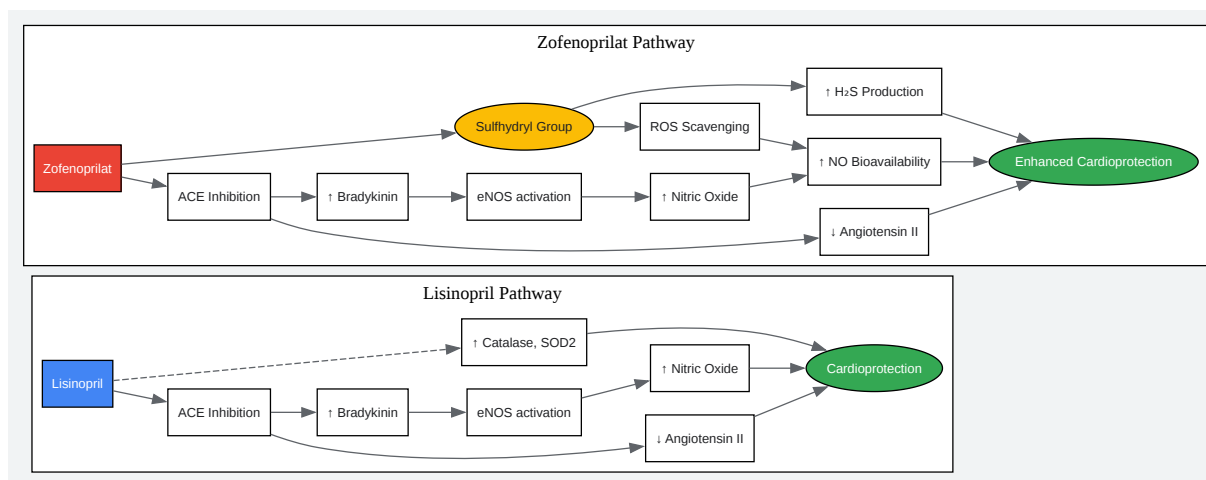 Zofenoprilat Pathway
Zofenoprilat
Sulfhydryl Group
↑ H₂S Production
ROS Scavenging
↑ NO Bioavailability
Enhanced Cardioprotection
ACE Inhibition
↑ Bradykinin
eNOS activation
↑ Nitric Oxide
↓ Angiotensin II
Lisinopril Pathway
Lisinopril
↑ Catalase, SOD2
↑ Nitric Oxide
Cardioprotection
ACE Inhibition
↑ Bradykinin
eNOS activation
↓ Angiotensin II